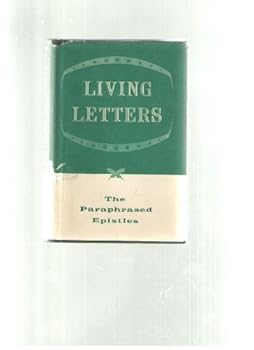 LIVING
LETTERS
The
Paraphrased
Epistles